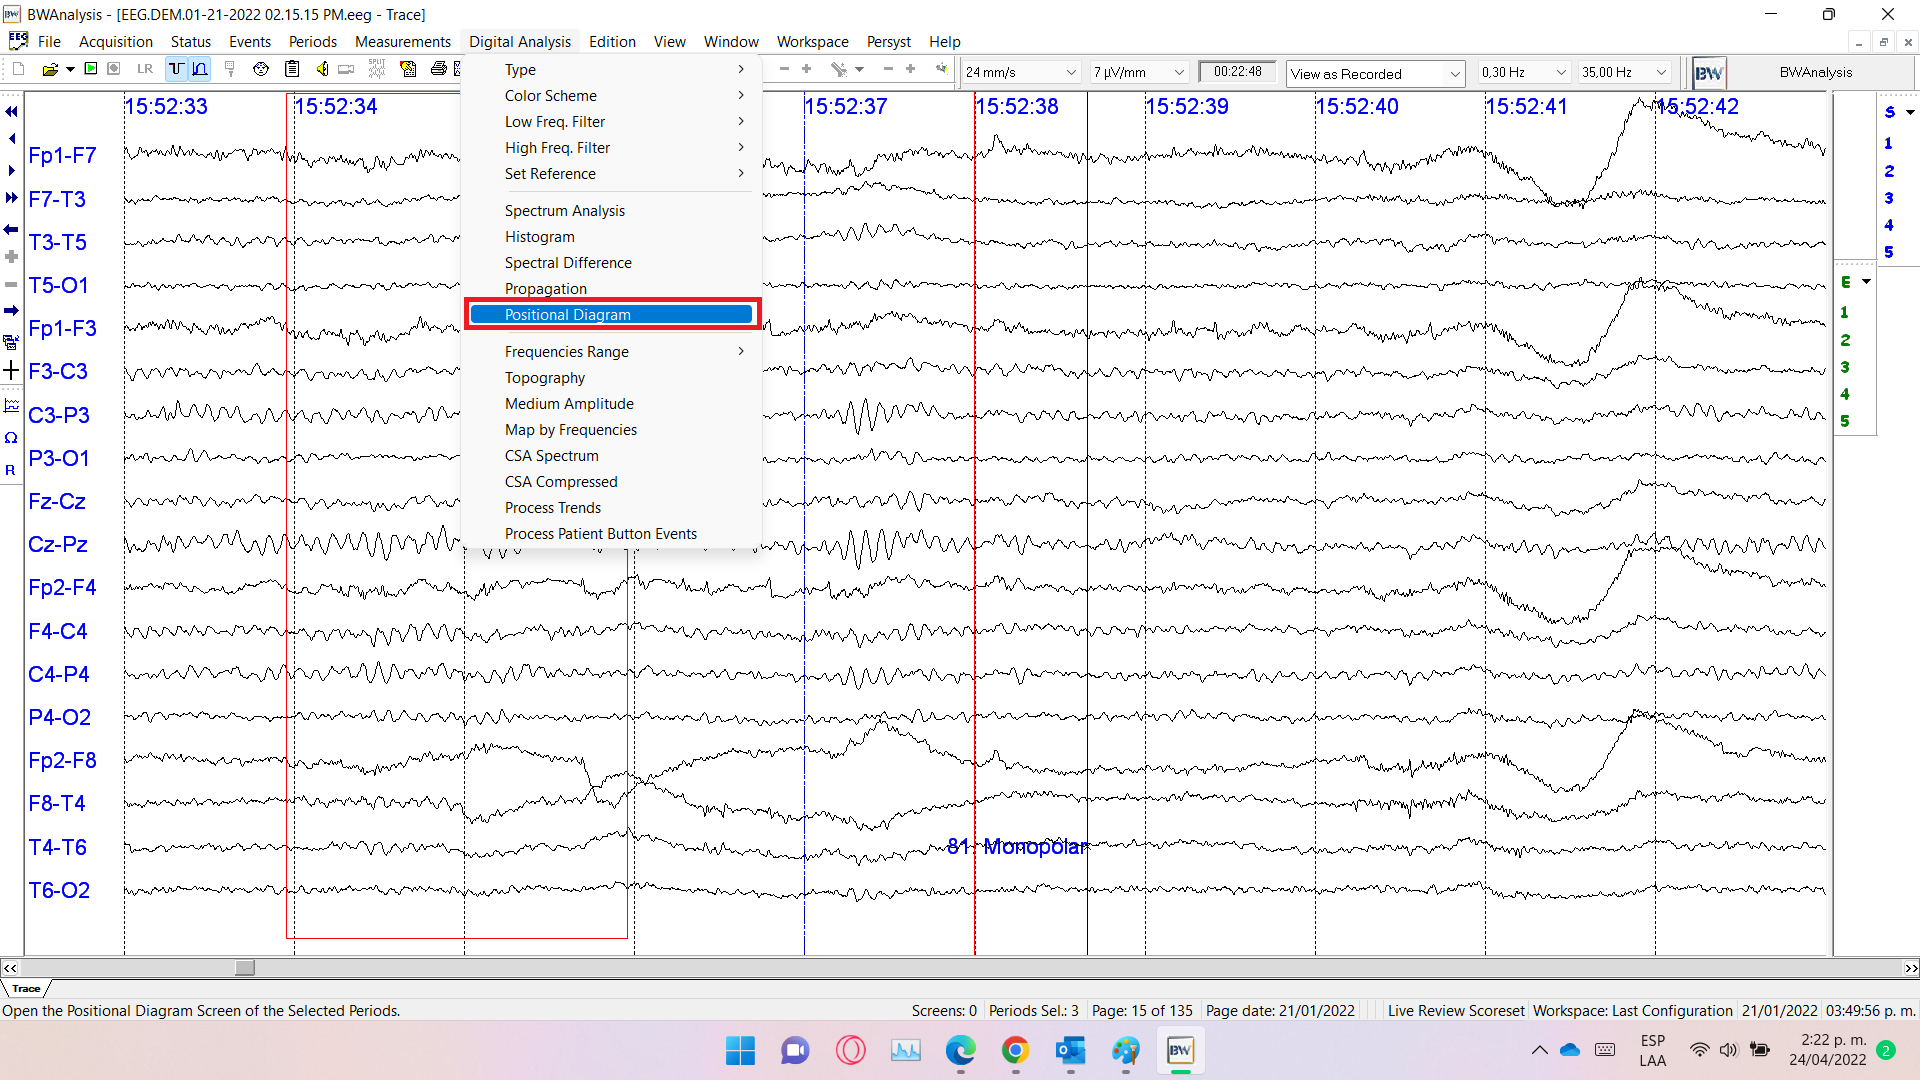 BWAnalysis - [EEG.DEM.01-21-2022 02.15.15 PM.eeg - Trace]
File Acquisition Status Events Periods Measurements Digital Analysis Edition View Window Workspace Persyst Help
LR SPLIT 24 mm/s 7 µV/mm 00:22:48 View as Recorded 0,30 Hz 35,00 Hz BW BWAnalysis
15:52:33 15:52:34 15:52:37 15:52:38 15:52:39 15:52:40 15:52:41 15:52:42
Type
Color Scheme
Low Freq. Filter
High Freq. Filter
Set Reference
Spectrum Analysis
Histogram
Spectral Difference
Propagation
Positional Diagram
Frequencies Range
Topography
Medium Amplitude
Map by Frequencies
CSA Spectrum
CSA Compressed
Process Trends
Process Patient Button Events
Fp1-F7
F7-T3
T3-T5
T5-O1
Fp1-F3
F3-C3
C3-P3
P3-O1
Fz-Cz
Cz-Pz
Fp2-F4
F4-C4
C4-P4
P4-O2
Fp2-F8
F8-T4
T4-T6
T6-O2
81 Monopolar
Ω
R
S
1
2
3
4
5
E
1
2
3
4
5
Trace
Open the Positional Diagram Screen of the Selected Periods. Screens: 0 Periods Sel.: 3 Page: 15 of 135 Page date: 21/01/2022 Live Review Scoreset Workspace: Last Configuration 21/01/2022 03:49:56 p. m.
BW
ESP
LAA
2:22 p. m.
24/04/2022
2